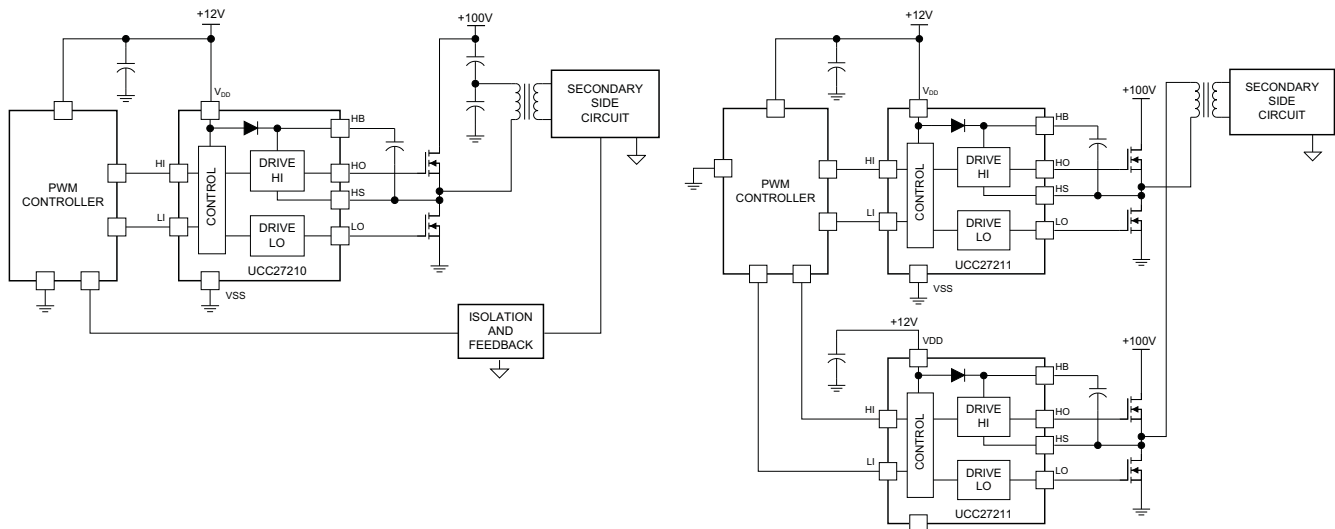 +12V
+100V
VDD
SECONDARY
SIDE
CIRCUIT
HB
PWM
CONTROLLER
HI
LI
CONTROL
DRIVE
HI
HO
HS
DRIVE
LO
LO
UCC27210
VSS
ISOLATION
AND
FEEDBACK
+12V
VDD
+100V
SECONDARY
SIDE
CIRCUIT
HB
PWM
CONTROLLER
HI
LI
CONTROL
DRIVE
HI
HO
HS
DRIVE
LO
LO
UCC27211
VSS
+12V
VDD
+100V
HB
HI
LI
CONTROL
DRIVE
HI
HO
HS
DRIVE
LO
LO
UCC27211